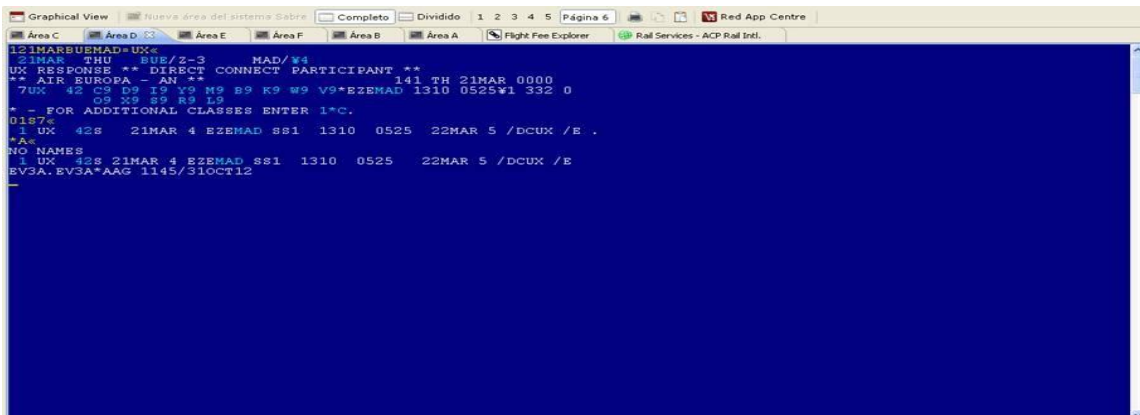 Graphical View Nueva área del sistema Sabre Completo Dividido 1 2 3 4 5 Página 6 Red App Centre
Área C Área D Área E Área F Área B Área A Flight Fee Explorer Rail Services - ACP Rail Intl.
121MARBUEMAD=UX«
21MAR THU BUE/Z-3 MAD/¥4
UX RESPONSE ** DIRECT CONNECT PARTICIPANT **
** AIR EUROPA - AN ** 141 TH 21MAR 0000
7UX 42 C9 D9 I9 Y9 M9 B9 K9 W9 V9*EZEMAD 1310 0525¥1 332 0
O9 X9 S9 R9 L9
* - FOR ADDITIONAL CLASSES ENTER 1*C.
01S7«
1 UX 42S 21MAR 4 EZEMAD SS1 1310 0525 22MAR 5 /DCUX /E .
*A«
NO NAMES
1 UX 42S 21MAR 4 EZEMAD SS1 1310 0525 22MAR 5 /DCUX /E
EV3A.EV3A*AAG 1145/31OCT12